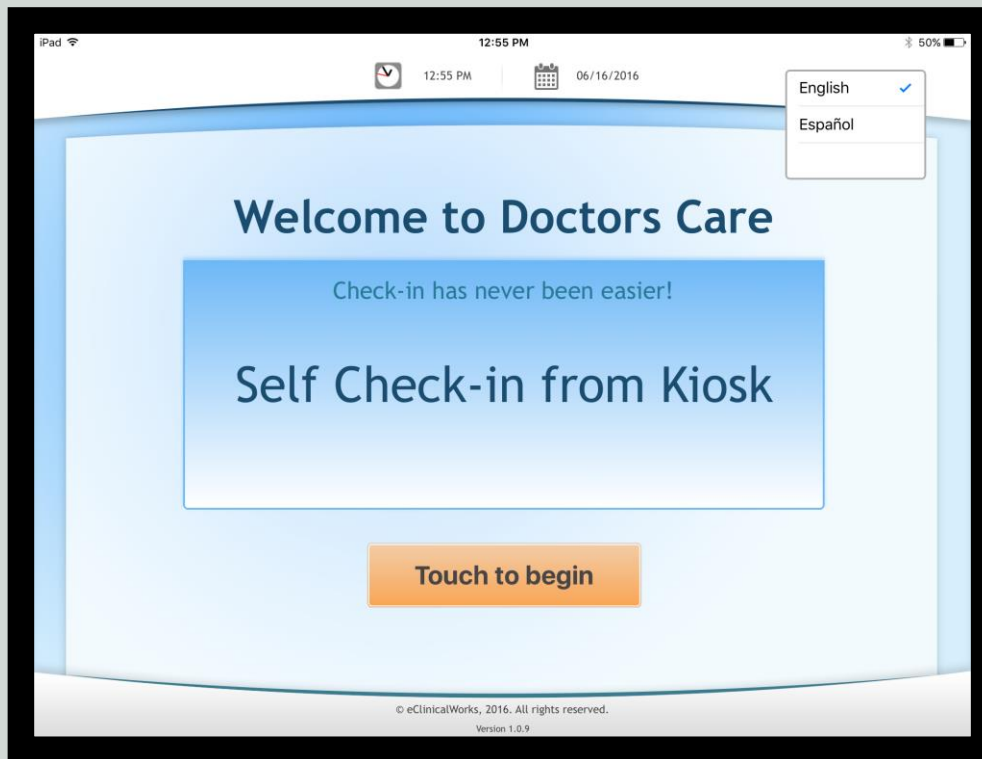 iPad 12:55 PM 50%
12:55 PM 06/16/2016
English
Español
Welcome to Doctors Care
Check-in has never been easier!
Self Check-in from Kiosk
Touch to begin
© eClinicalWorks, 2016. All rights reserved.
Version 1.0.9